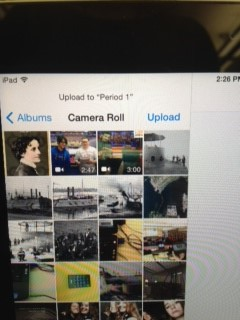 iPad 2:26 PM
Upload to "Period 1"
Albums Camera Roll Upload
2:47 3:00